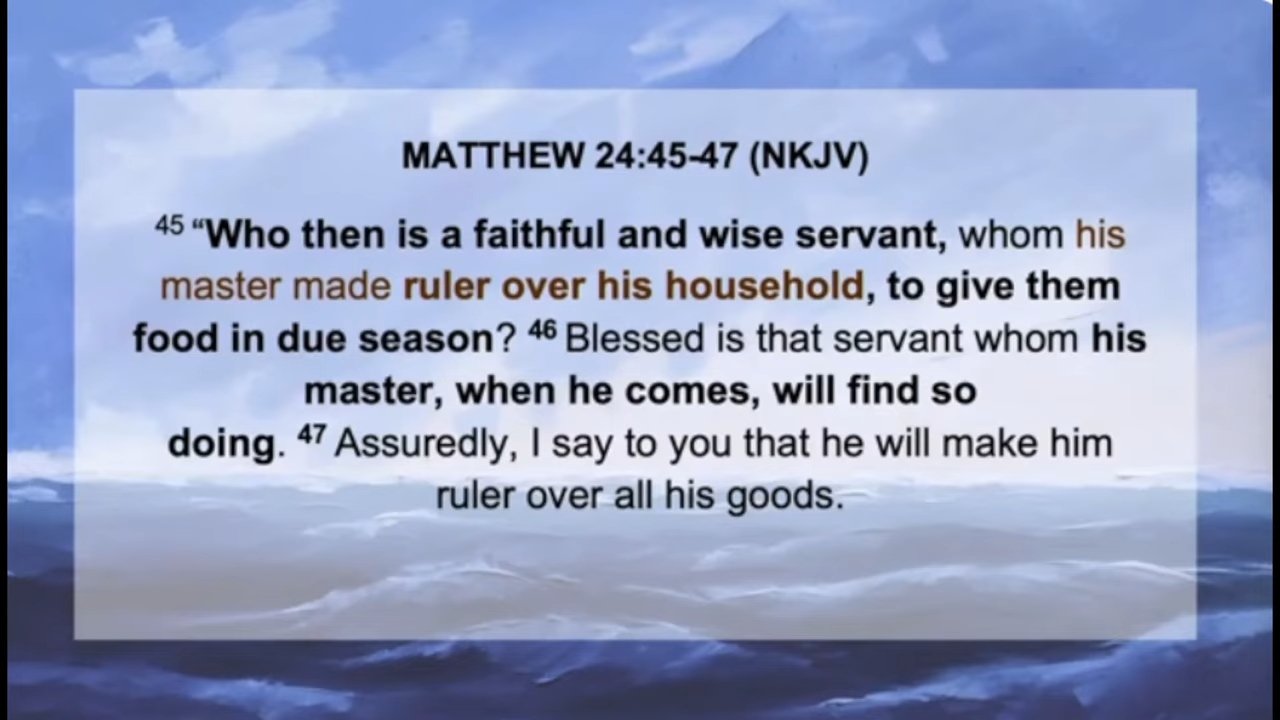 MATTHEW 24:45-47 (NKJV)
45 “Who then is a faithful and wise servant, whom his
master made ruler over his household, to give them
food in due season? 46 Blessed is that servant whom his
master, when he comes, will find so
doing. 47 Assuredly, I say to you that he will make him
ruler over all his goods.